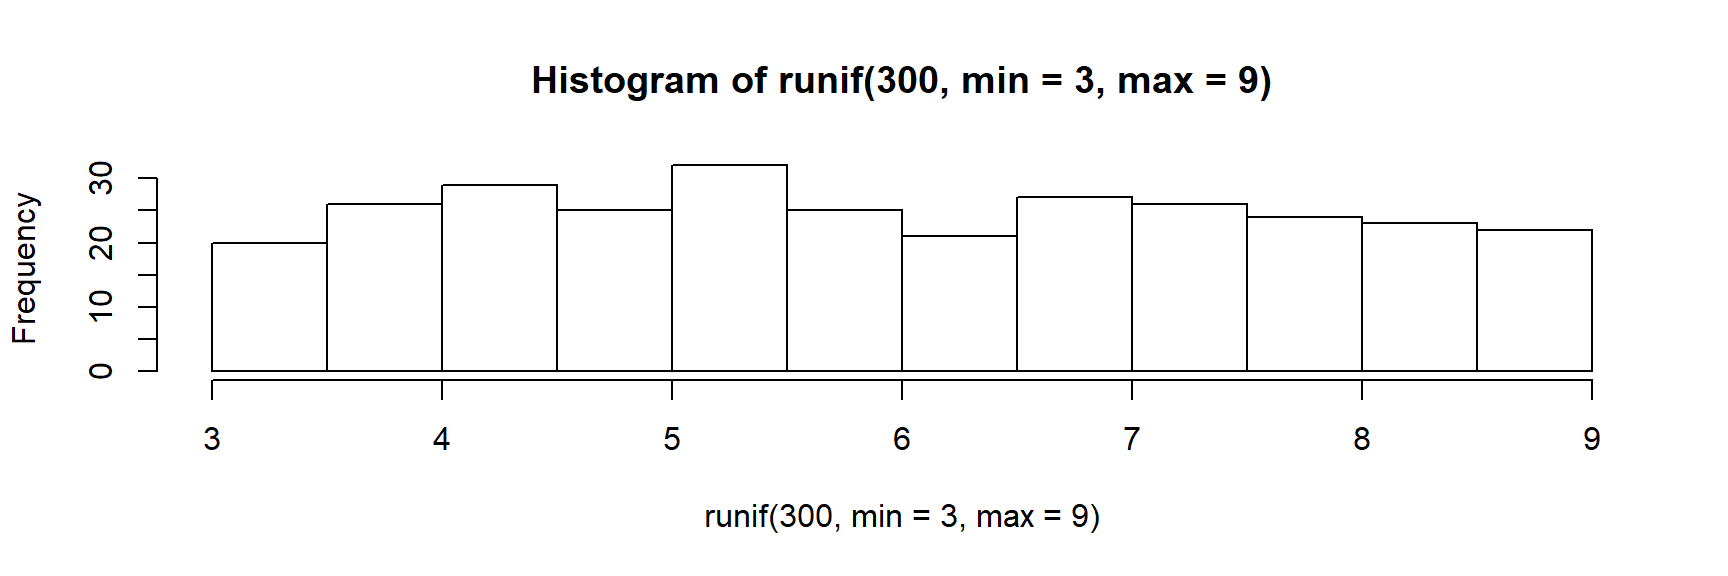 Histogram of runif(300, min = 3, max = 9)
Frequency
30
20
10
0
3 4 5 6 7 8 9
runif(300, min = 3, max = 9)